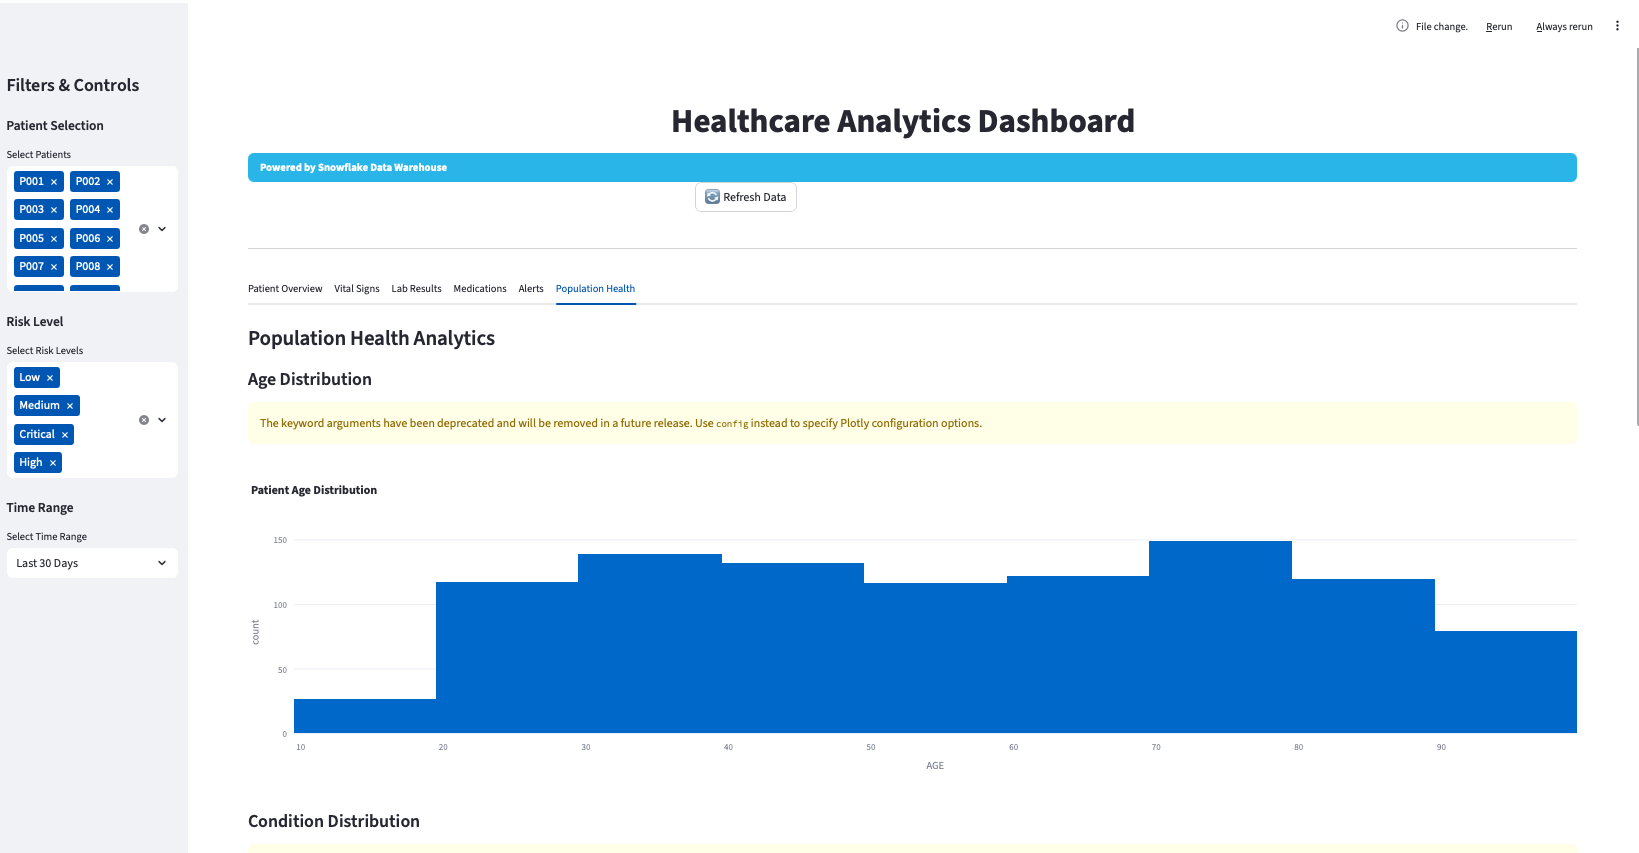 File change. Rerun Always rerun
Filters & Controls
Patient Selection
Select Patients
P001 × P002 ×
P003 × P004 ×
P005 × P006 ×
P007 × P008 ×
Risk Level
Select Risk Levels
Low ×
Medium ×
Critical ×
High ×
Time Range
Select Time Range
Last 30 Days
Healthcare Analytics Dashboard
Powered by Snowflake Data Warehouse
Refresh Data
Patient Overview Vital Signs Lab Results Medications Alerts Population Health
Population Health Analytics
Age Distribution
The keyword arguments have been deprecated and will be removed in a future release. Use config instead to specify Plotly configuration options.
Patient Age Distribution
150
100
50
0
count
10 20 30 40 50 60 70 80 90
AGE
Condition Distribution